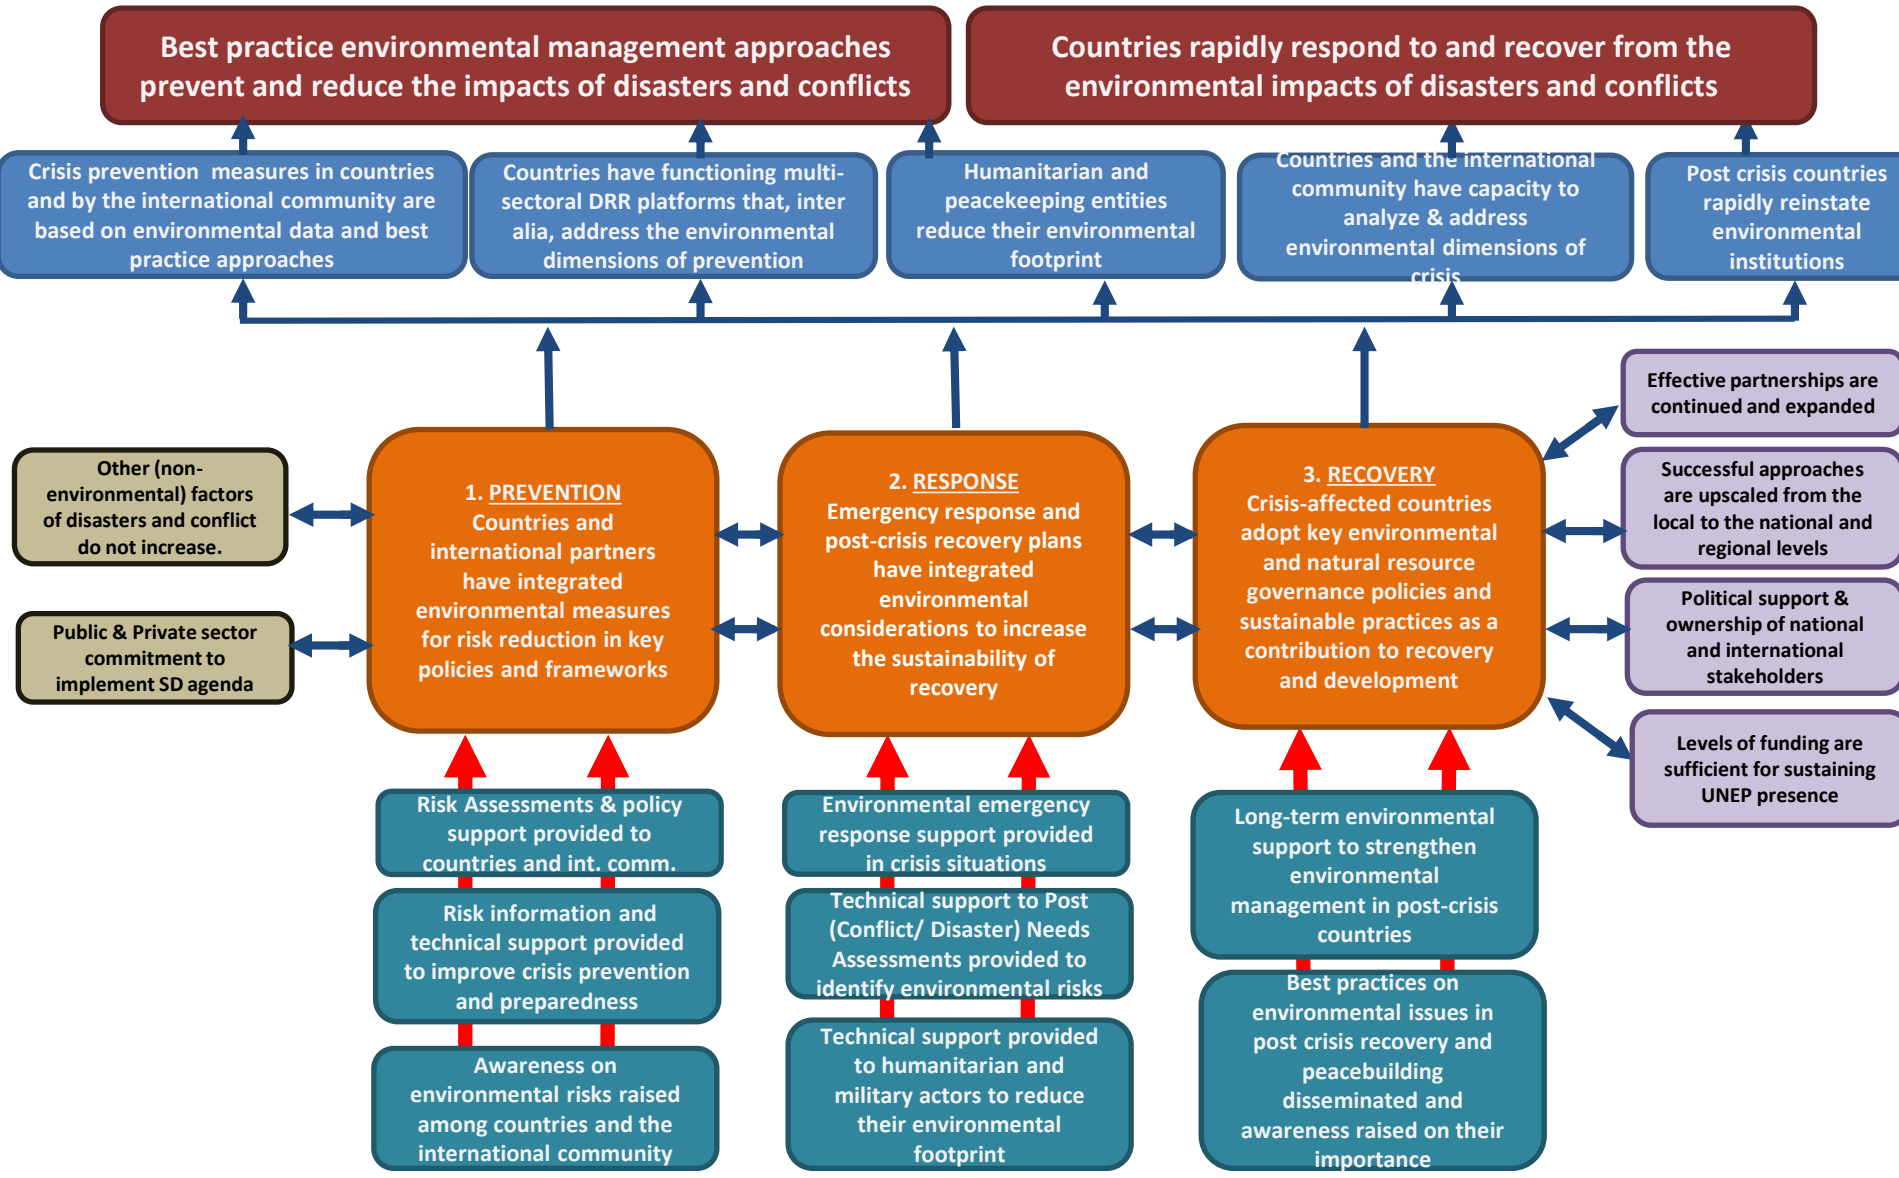 Best practice environmental management approaches
prevent and reduce the impacts of disasters and conflicts
Countries rapidly respond to and recover from the
environmental impacts of disasters and conflicts
Crisis prevention measures in countries
and by the international community are
based on environmental data and best
practice approaches
Countries have functioning multi-
sectoral DRR platforms that, inter
alia, address the environmental
dimensions of prevention
Humanitarian and
peacekeeping entities
reduce their environmental
footprint
Countries and the international
community have capacity to
analyze & address
environmental dimensions of
crisis
Post crisis countries
rapidly reinstate
environmental
institutions
Other (non-
environmental) factors
of disasters and conflict
do not increase.
Public & Private sector
commitment to
implement SD agenda
1. PREVENTION
Countries and
international partners
have integrated
environmental measures
for risk reduction in key
policies and frameworks
2. RESPONSE
Emergency response and
post-crisis recovery plans
have integrated
environmental
considerations to increase
the sustainability of
recovery
3. RECOVERY
Crisis-affected countries
adopt key environmental
and natural resource
governance policies and
sustainable practices as a
contribution to recovery
and development
Effective partnerships are
continued and expanded
Successful approaches
are upscaled from the
local to the national and
regional levels
Political support &
ownership of national
and international
stakeholders
Levels of funding are
sufficient for sustaining
UNEP presence
Risk Assessments & policy
support provided to
countries and int. comm.
Risk information and
technical support provided
to improve crisis prevention
and preparedness
Awareness on
environmental risks raised
among countries and the
international community
Environmental emergency
response support provided
in crisis situations
Technical support to Post
(Conflict/ Disaster) Needs
Assessments provided to
identify environmental risks
Technical support provided
to humanitarian and
military actors to reduce
their environmental
footprint
Long-term environmental
support to strengthen
environmental
management in post-crisis
countries
Best practices on
environmental issues in
post crisis recovery and
peacebuilding
disseminated and
awareness raised on their
importance